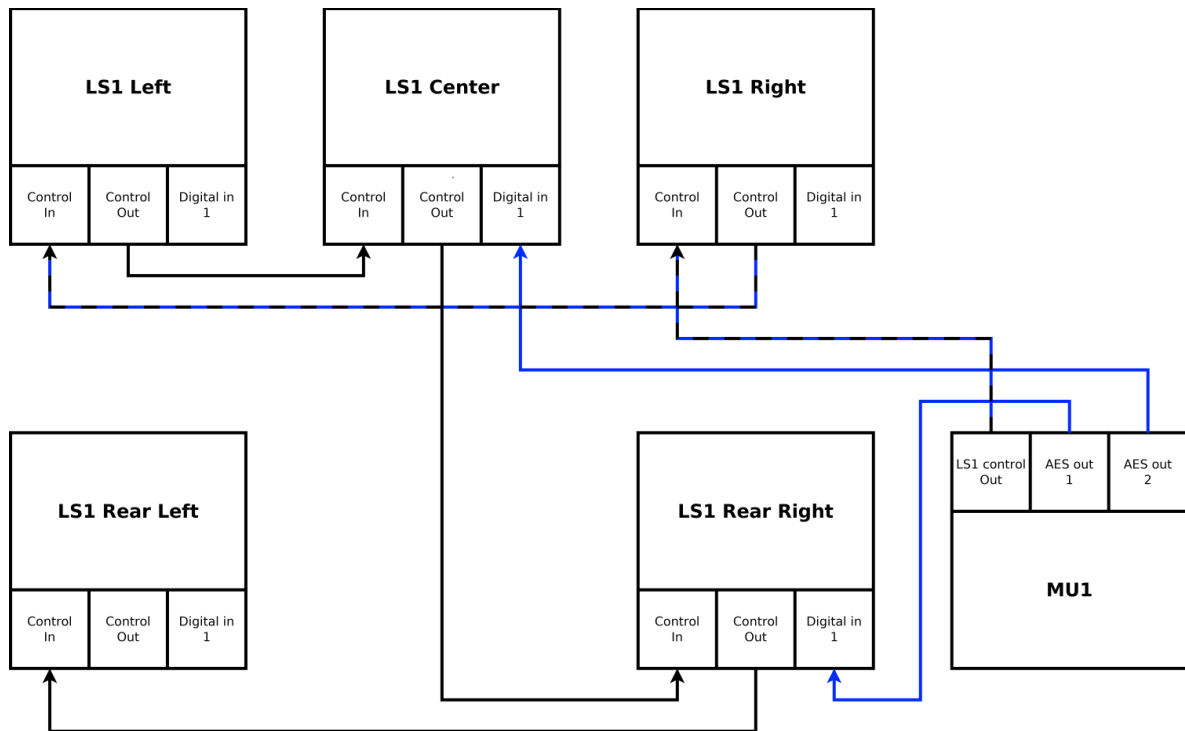 LS1 Left
LS1 Center
LS1 Right
Control
In
Control
Out
Digital in
1
Control
In
Control
Out
Digital in
1
Control
In
Control
Out
Digital in
1
LS1 Rear Left
LS1 Rear Right
LS1 control
Out
AES out
1
AES out
2
MU1
Control
In
Control
Out
Digital in
1
Control
In
Control
Out
Digital in
1